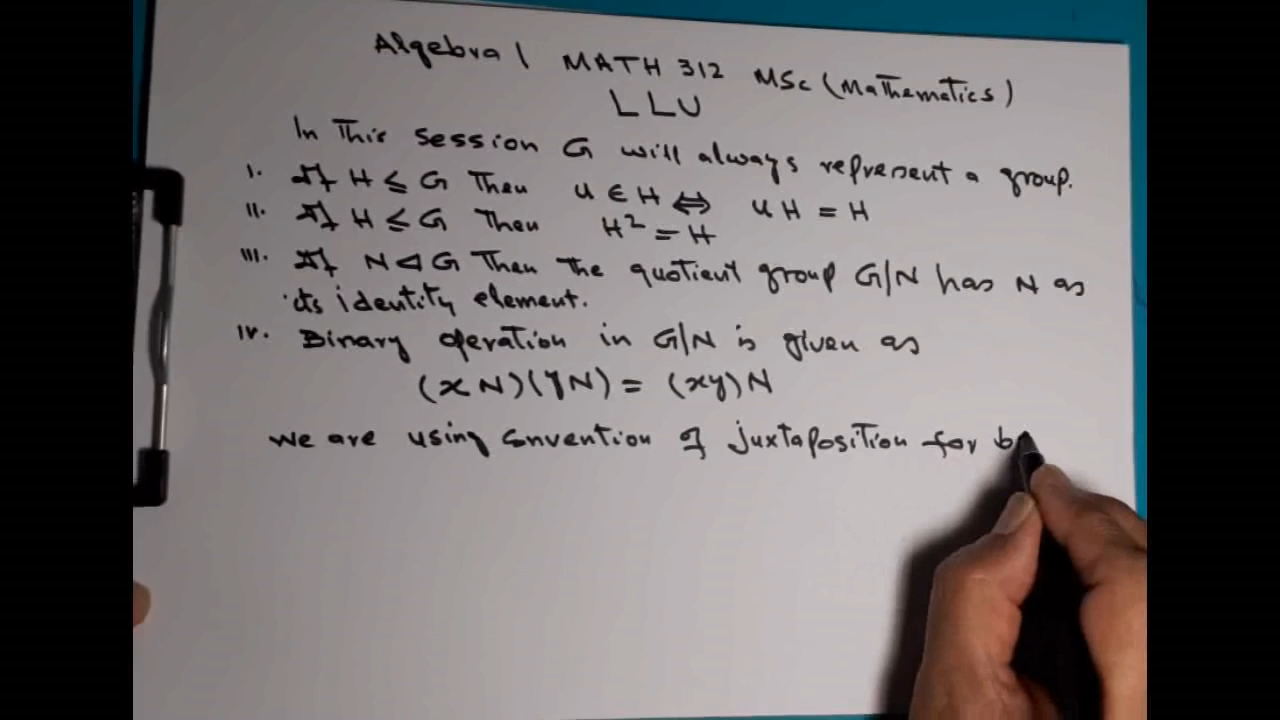 Algebra 1 MATH 312 MSc (Mathematics)
LLU
In This session G will always represent a group.
I. If H ≤ G Then u ∈ H ⇔ uH = H
II. If H ≤ G Then H² = H
III. If N ⊲ G Then the quotient group G/N has N as
its identity element.
IV. Binary operation in G/N is given as
(xN)(yN) = (xy)N
We are using convention of juxtaposition for b